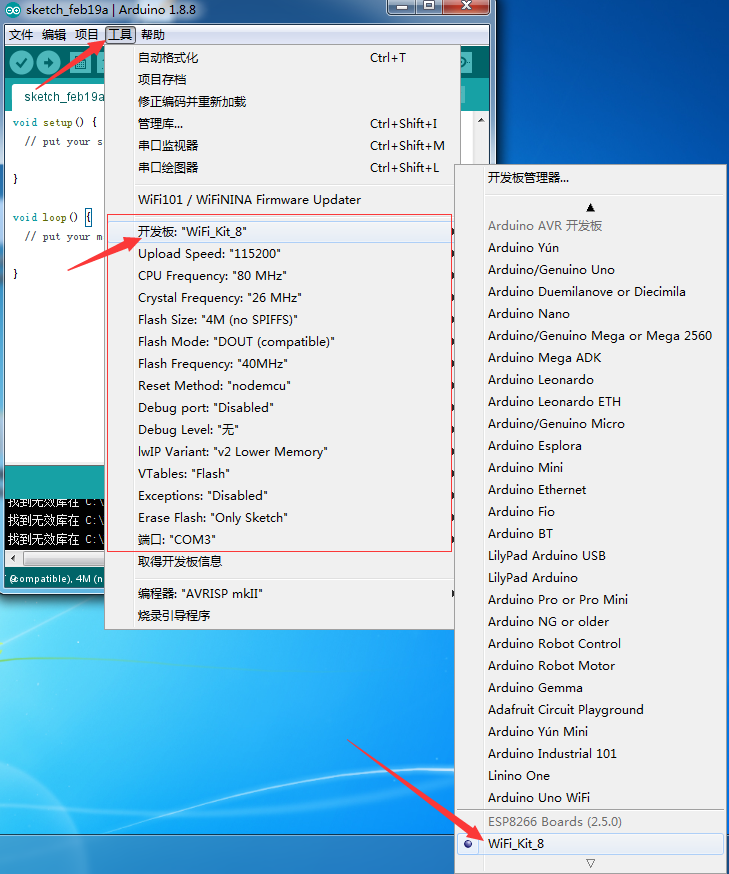 sketch_feb19a | Arduino 1.8.8
文件 编辑 项目 工具 帮助
sketch_feb19a
void setup() {
// put your s
}
void loop() {
// put your m
}
找到无效库在 C:\
找到无效库在 C:\
找到无效库在 C:\
compatible), 4M (n
自动格式化 Ctrl+T
项目存档
修正编码并重新加载
管理库... Ctrl+Shift+I
串口监视器 Ctrl+Shift+M
串口绘图器 Ctrl+Shift+L
WiFi101 / WiFiNINA Firmware Updater
开发板: "WiFi_Kit_8"
Upload Speed: "115200"
CPU Frequency: "80 MHz"
Crystal Frequency: "26 MHz"
Flash Size: "4M (no SPIFFS)"
Flash Mode: "DOUT (compatible)"
Flash Frequency: "40MHz"
Reset Method: "nodemcu"
Debug port: "Disabled"
Debug Level: "无"
lwIP Variant: "v2 Lower Memory"
VTables: "Flash"
Exceptions: "Disabled"
Erase Flash: "Only Sketch"
端口: "COM3"
取得开发板信息
编程器: "AVRISP mkII"
烧录引导程序
开发板管理器...
Arduino AVR 开发板
Arduino Yún
Arduino/Genuino Uno
Arduino Duemilanove or Diecimila
Arduino Nano
Arduino/Genuino Mega or Mega 2560
Arduino Mega ADK
Arduino Leonardo
Arduino Leonardo ETH
Arduino/Genuino Micro
Arduino Esplora
Arduino Mini
Arduino Ethernet
Arduino Fio
Arduino BT
LilyPad Arduino USB
LilyPad Arduino
Arduino Pro or Pro Mini
Arduino NG or older
Arduino Robot Control
Arduino Robot Motor
Arduino Gemma
Adafruit Circuit Playground
Arduino Yún Mini
Arduino Industrial 101
Linino One
Arduino Uno WiFi
ESP8266 Boards (2.5.0)
WiFi_Kit_8